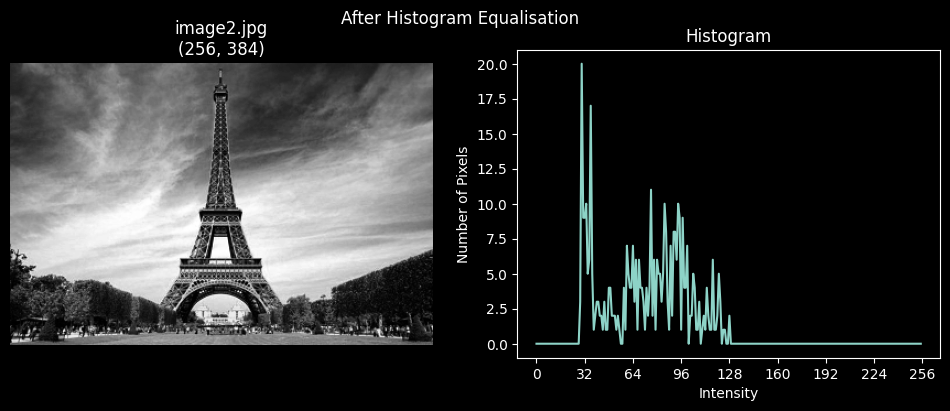 After Histogram Equalisation
image2.jpg
(256, 384)
Histogram
Number of Pixels
20.0
17.5
15.0
12.5
10.0
7.5
5.0
2.5
0.0
0 32 64 96 128 160 192 224 256
Intensity